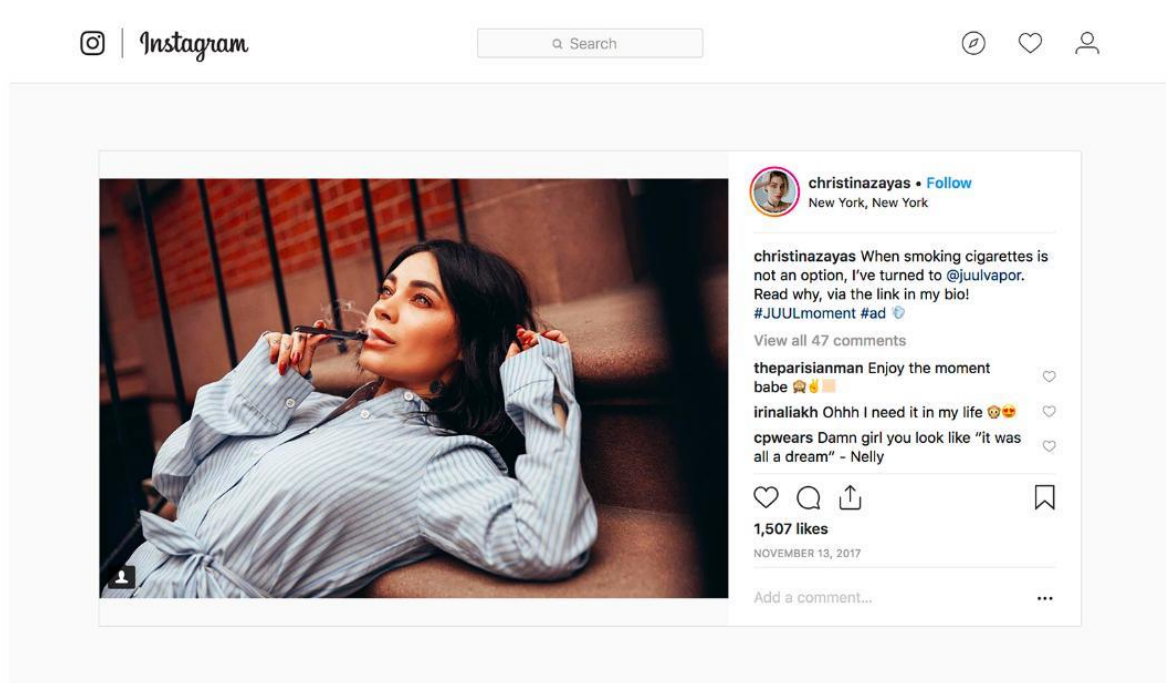 Instagram
Search
christinazayas • Follow
New York, New York
christinazayas When smoking cigarettes is
not an option, I’ve turned to @juulvapor.
Read why, via the link in my bio!
#JUULmoment #ad
View all 47 comments
theparisianman Enjoy the moment
babe 🙊✌️
irinaliakh Ohhh I need it in my life 🙊😍
cpwears Damn girl you look like “it was
all a dream” - Nelly
1,507 likes
NOVEMBER 13, 2017
Add a comment...